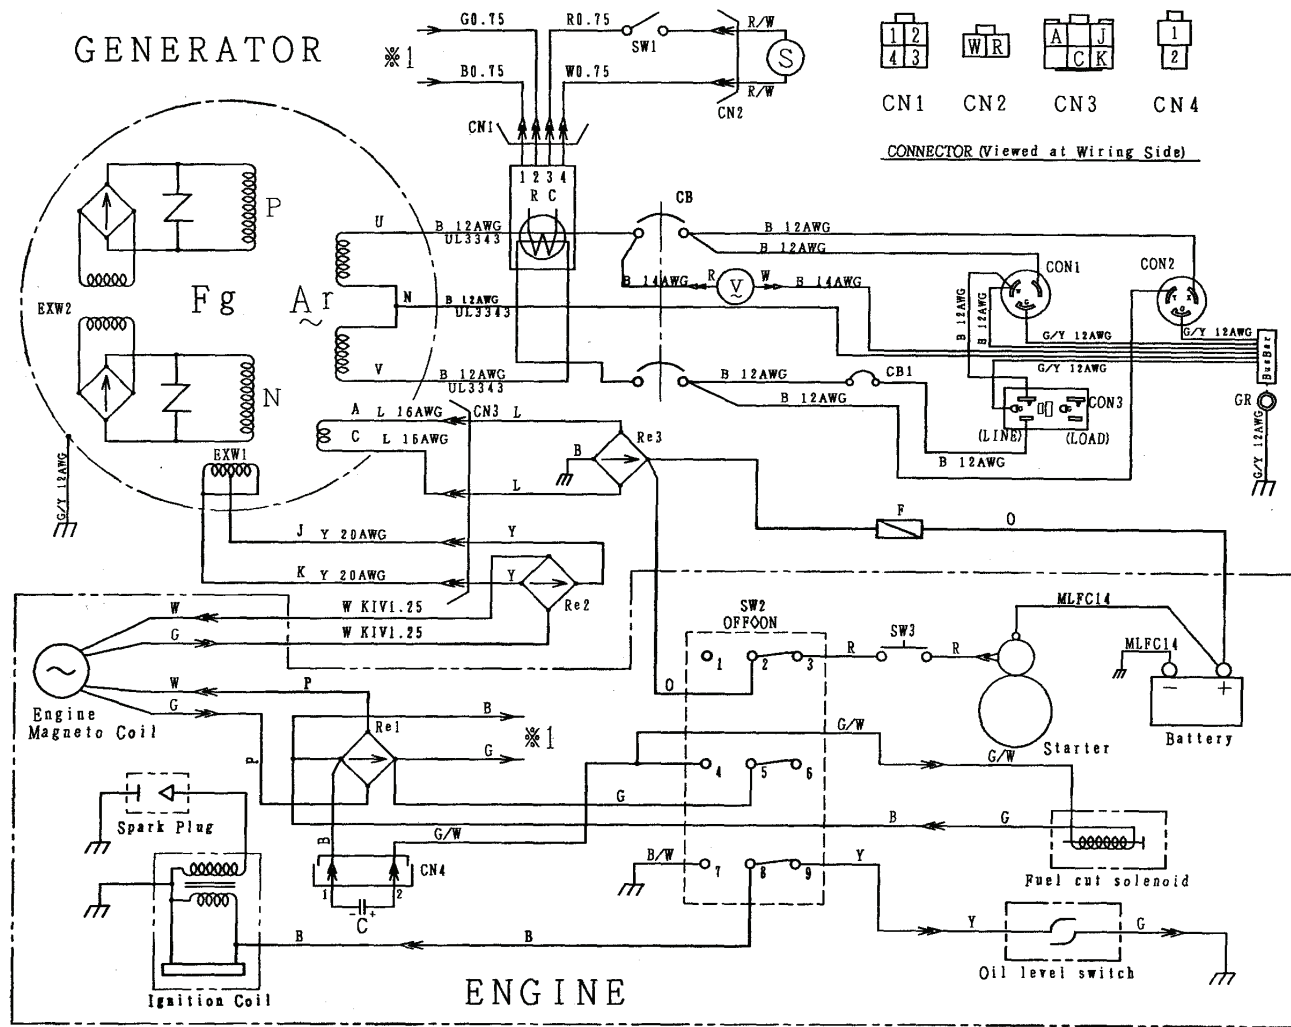 GENERATOR
※1
G0.75
R0.75
R/W
SW1
S
B0.75
W0.75
R/W
CN1
CN2
1 2
4 3
W R
A J
C K
1
2
CN1
CN2
CN3
CN4
CONNECTOR (Viewed at Wiring Side)
1 2 3 4
R C
P
U
B 12AWG
UL3343
CB
B 12AWG
B 12AWG
CON1
CON2
EXW2
Fg
Ar
N
B 12AWG
UL3343
B 14AWG
R
V
W
B 14AWG
B 12AWG
B 12AWG
G/Y 12AWG
G/Y 12AWG
BusBar
N
V
B 12AWG
UL3343
B 12AWG
CB1
G/Y 12AWG
B 12AWG
CON3
GR
(LINE)
(LOAD)
A L 16AWG
CN3
L
C L 16AWG
B
Re3
B 12AWG
G/Y 12AWG
EXW1
L
G/Y 12AWG
F
O
J Y 20AWG
Y
K Y 20AWG
Y
Re2
W
W KIV1.25
G
W KIV1.25
SW2
OFF ON
MLFC14
SW3
MLFC14
1 2 3
R
R
W
P
O
G
B
Engine
Magneto Coil
Re1
※1
G
G/W
Starter
Battery
- +
G/W
P
4 5 6
G
Spark Plug
B
G/W
B
G
CN4
1 2
- C +
B/W
7 8 9
Y
Fuel cut solenoid
B
B
Y
G
Oil level switch
Ignition Coil
ENGINE